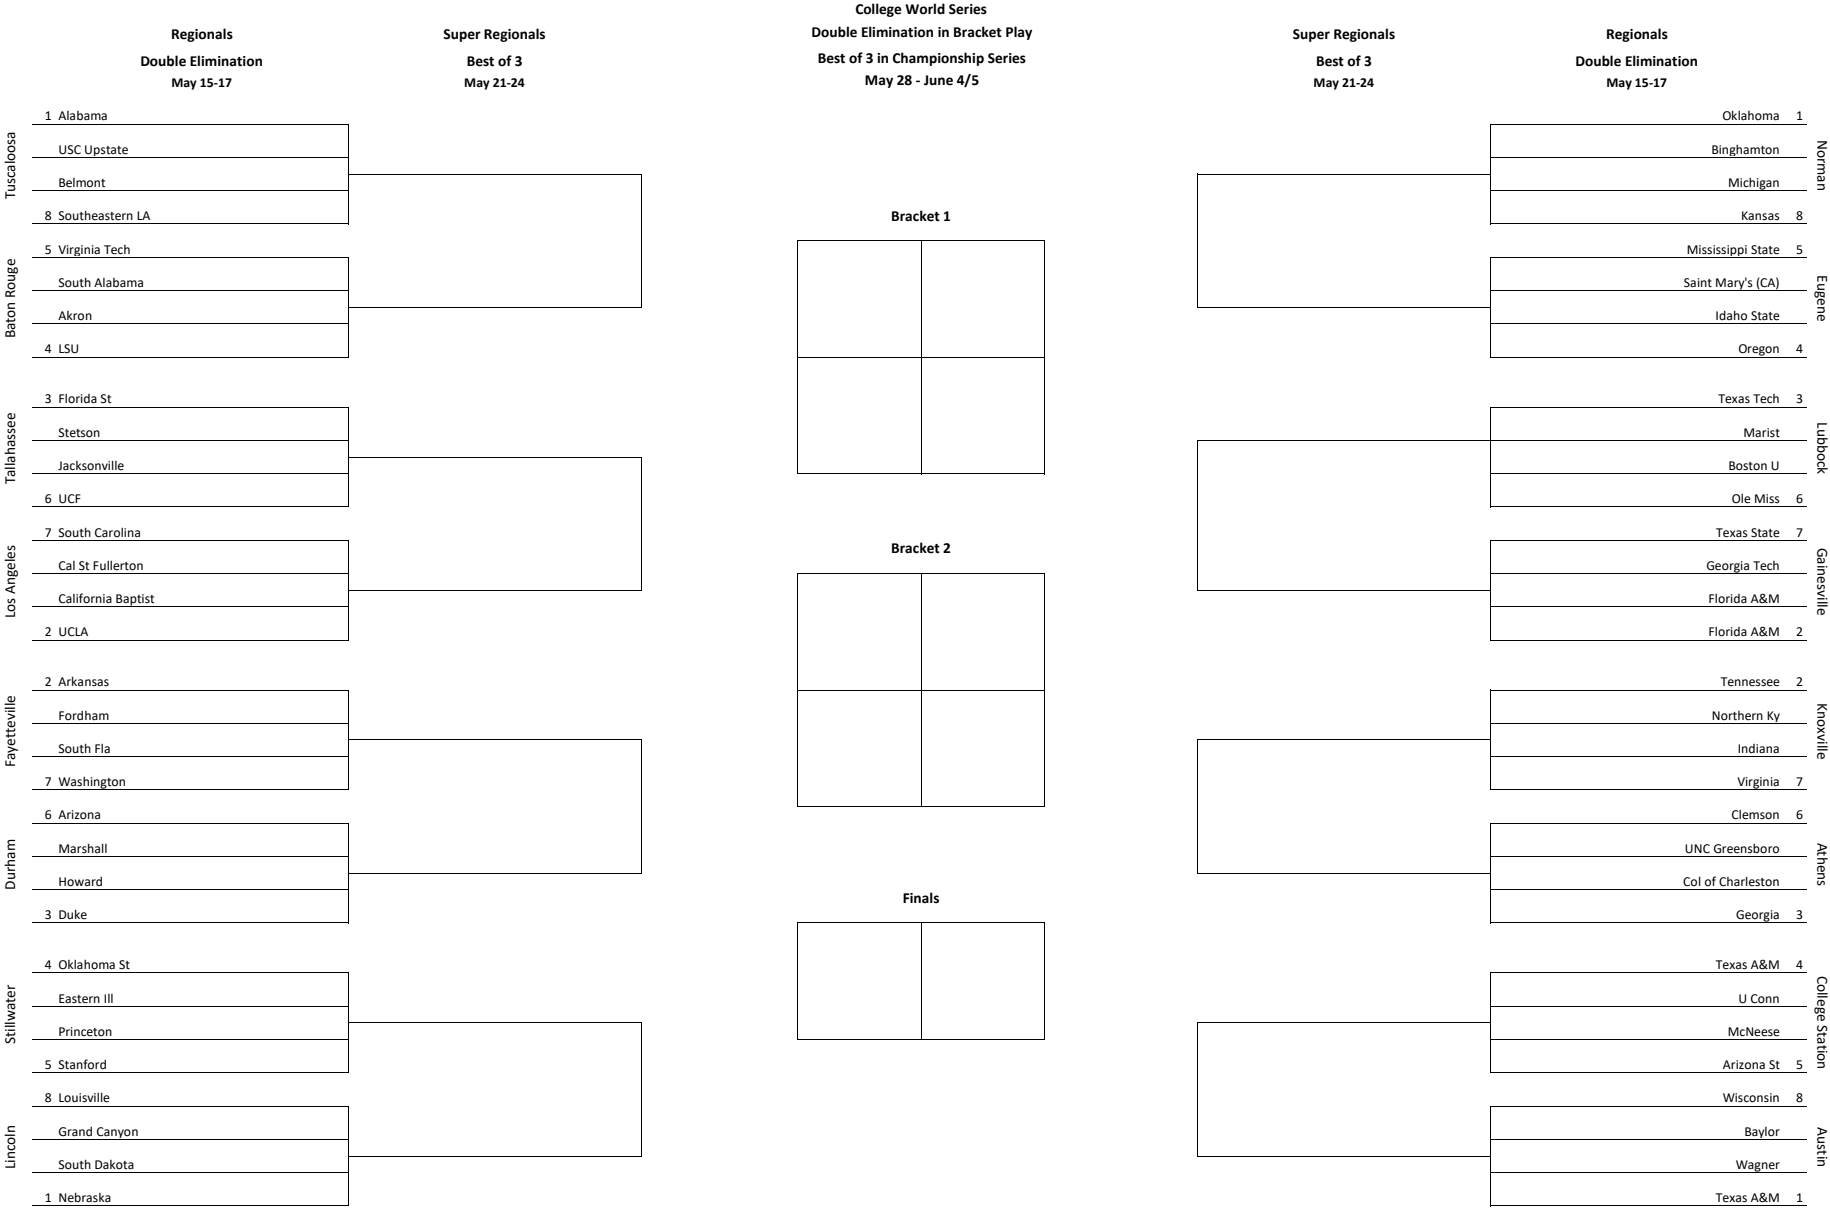 College World Series
Double Elimination in Bracket Play
Best of 3 in Championship Series
May 28 - June 4/5
Regionals
Double Elimination
May 15-17
Super Regionals
Best of 3
May 21-24
Super Regionals
Best of 3
May 21-24
Regionals
Double Elimination
May 15-17
Tuscaloosa
1 Alabama
USC Upstate
Belmont
8 Southeastern LA
Baton Rouge
5 Virginia Tech
South Alabama
Akron
4 LSU
Tallahassee
3 Florida St
Stetson
Jacksonville
6 UCF
Los Angeles
7 South Carolina
Cal St Fullerton
California Baptist
2 UCLA
Fayetteville
2 Arkansas
Fordham
South Fla
7 Washington
Durham
6 Arizona
Marshall
Howard
3 Duke
Stillwater
4 Oklahoma St
Eastern Ill
Princeton
5 Stanford
Lincoln
8 Louisville
Grand Canyon
South Dakota
1 Nebraska
Bracket 1
Bracket 2
Finals
Oklahoma 1
Binghamton
Michigan
Kansas 8
Norman
Mississippi State 5
Saint Mary's (CA)
Idaho State
Oregon 4
Eugene
Texas Tech 3
Marist
Boston U
Ole Miss 6
Lubbock
Texas State 7
Georgia Tech
Florida A&M
Florida A&M 2
Gainesville
Tennessee 2
Northern Ky
Indiana
Virginia 7
Knoxville
Clemson 6
UNC Greensboro
Col of Charleston
Georgia 3
Athens
Texas A&M 4
U Conn
McNeese
Arizona St 5
College Station
Wisconsin 8
Baylor
Wagner
Texas A&M 1
Austin